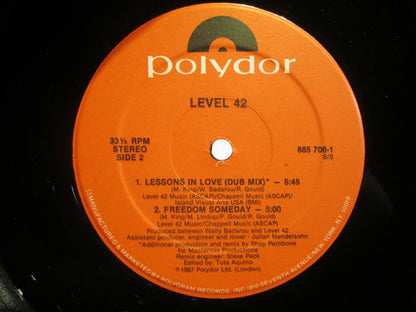 polydor
LEVEL 42
33⅓ RPM
STEREO
SIDE 2
885 706-1
B/S
1. LESSONS IN LOVE (DUB MIX)* — 5:45
(M. King/W. Badarou/R. Gould)
Level 42 Music (ASCAP)/Chappell Music (ASCAP)/
Island Visual Arts USA (BMI)
2. FREEDOM SOMEDAY — 5:00
(M. King/M. Lindup/P. Gould/R. Gould)
Level 42 Music/Chappell Music (ASCAP)
Produced between Wally Badarou and Level 42
Assistant producer, engineer and mixer - Julian Mendelsohn
*Additional production and remix by Shep Pettibone
for Mastermix Productions
Remix engineer: Steve Peck
Edited by: Tuta Aquino
℗ 1987 Polydor Ltd. (London)
MANUFACTURED & MARKETED BY POLYGRAM RECORDS, INC. 810 SEVENTH AVENUE/NEW YORK, N.Y. 10019